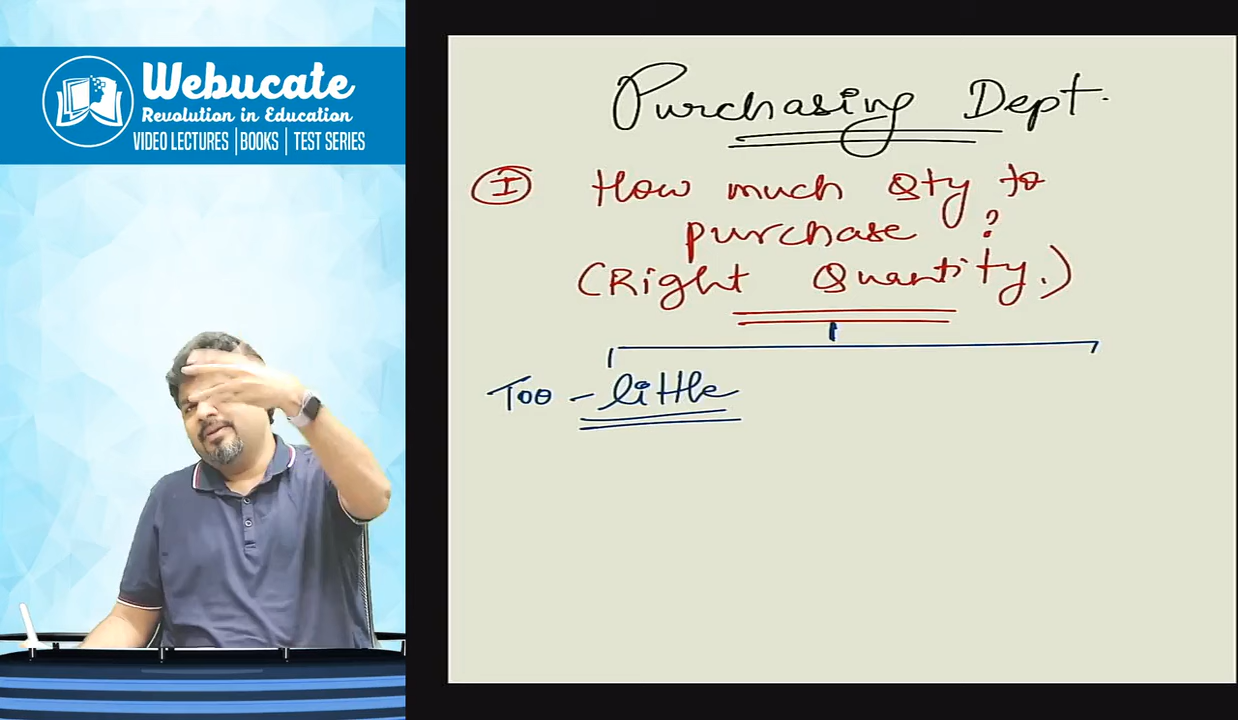 Webucate
Revolution in Education
VIDEO LECTURES | BOOKS | TEST SERIES
Purchasing Dept.
I How much Qty to
purchase ?
(Right Quantity.)
Too - little